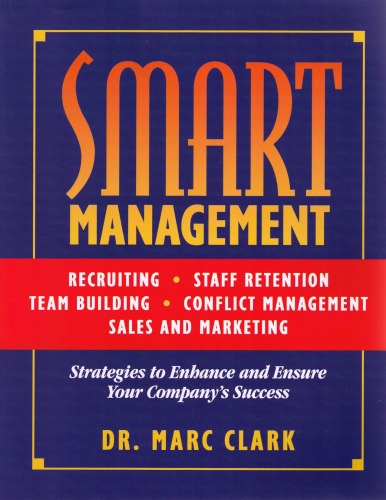 SMART
MANAGEMENT
RECRUITING • STAFF RETENTION
TEAM BUILDING • CONFLICT MANAGEMENT
SALES AND MARKETING
Strategies to Enhance and Ensure
Your Company's Success
DR. MARC CLARK